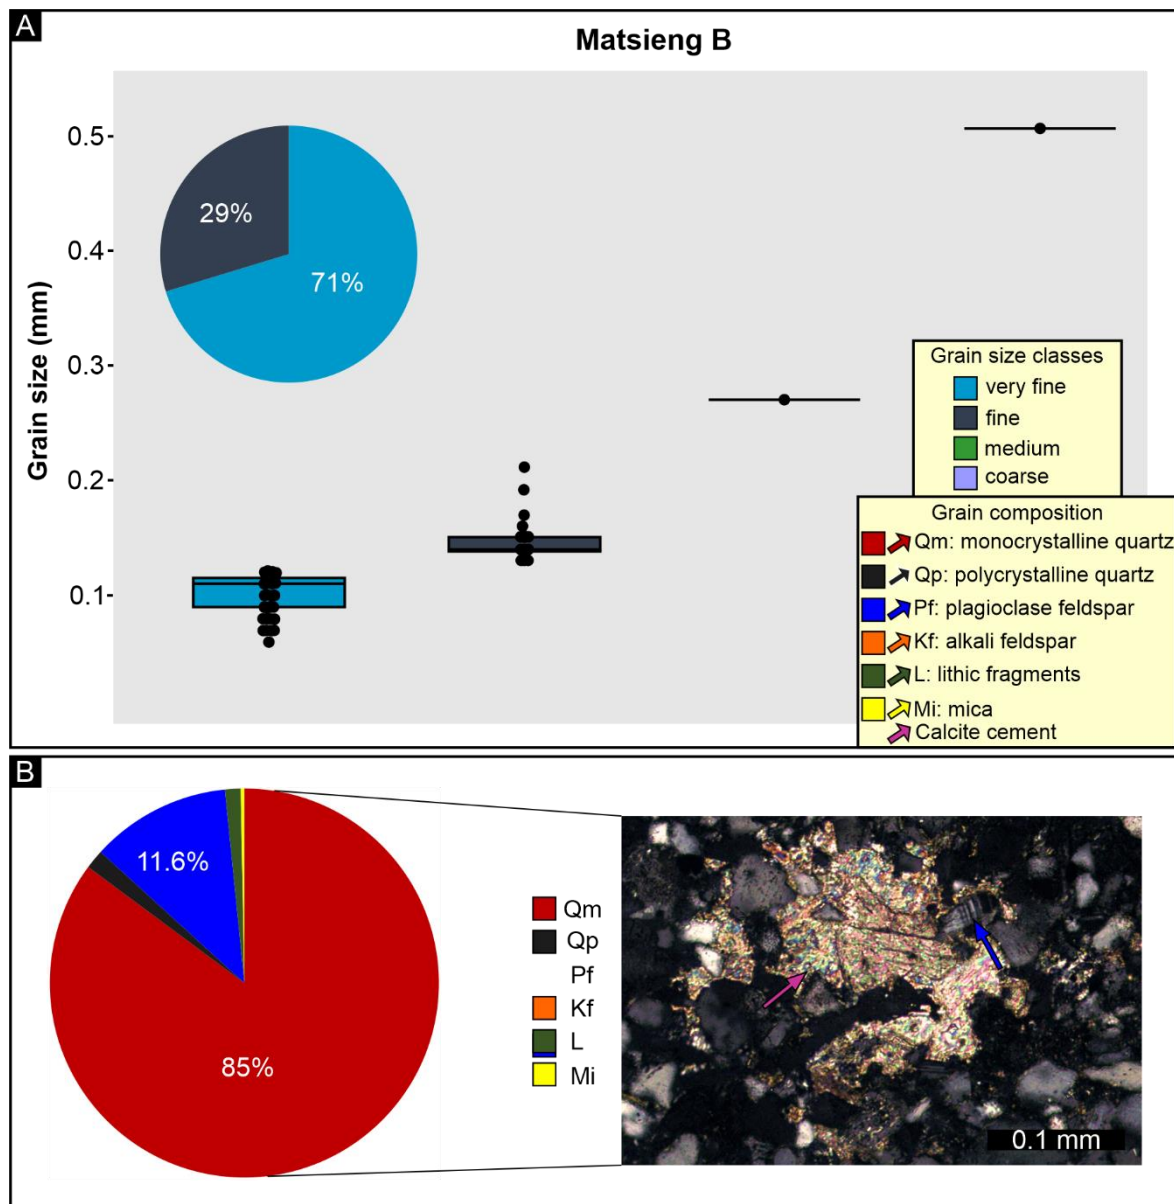 A
Matsieng B
Grain size (mm)
0.5
0.4
0.3
0.2
0.1
29%
71%
Grain size classes
very fine
fine
medium
coarse
Grain composition
Qm: monocrystalline quartz
Qp: polycrystalline quartz
Pf: plagioclase feldspar
Kf: alkali feldspar
L: lithic fragments
Mi: mica
Calcite cement
B
11.6%
85%
Qm
Qp
Pf
Kf
L
Mi
0.1 mm